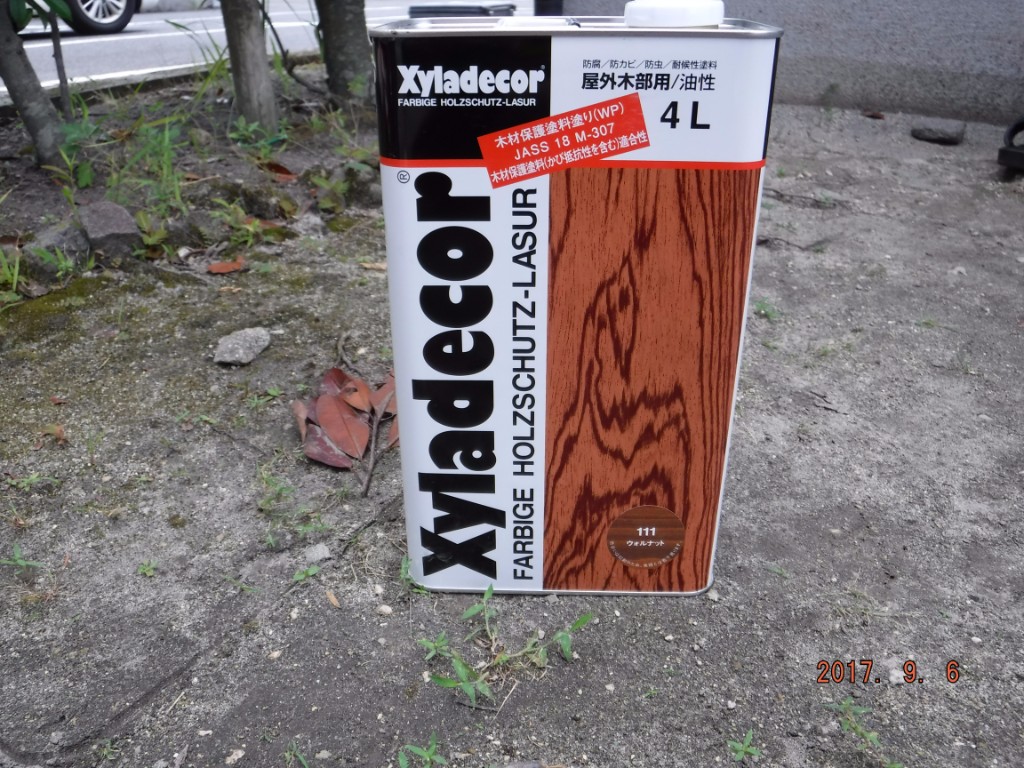 Xyladecor
FARBIGE HOLZSCHUTZ-LASUR
防腐/防カビ/防虫/耐候性塗料
屋外木部用/油性
4L
木材保護塗料塗り(WP)
JASS 18 M-307
木材保護塗料(かび抵抗性を含む)適合性
Xyladecor®
FARBIGE HOLZSCHUTZ-LASUR
111
ウォルナット
2017. 9. 6